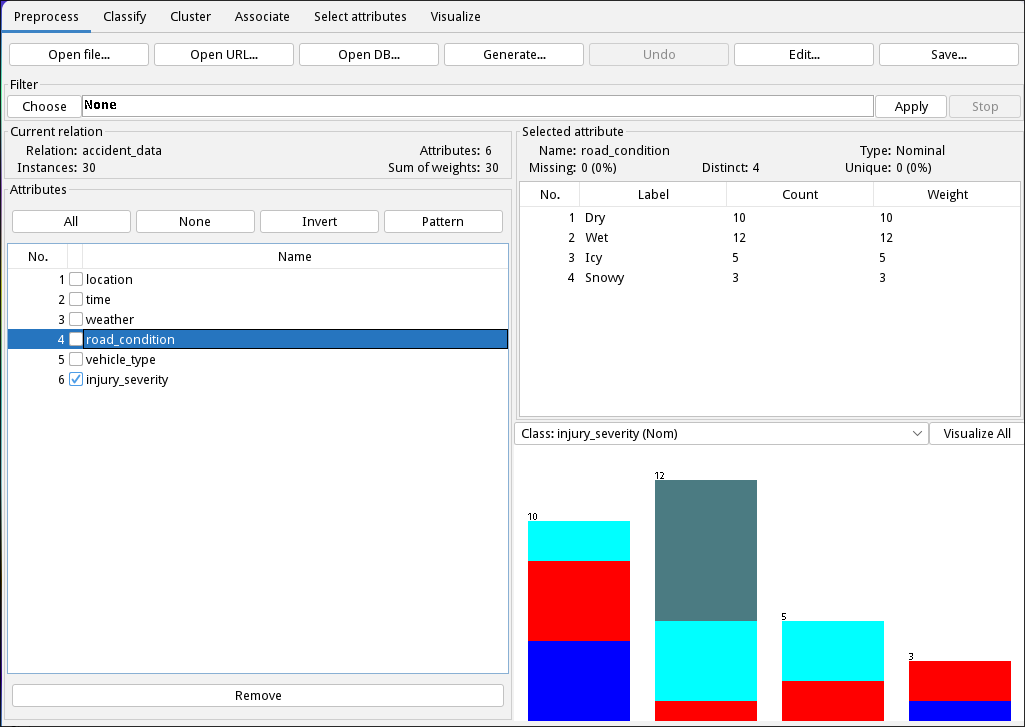 Preprocess Classify Cluster Associate Select attributes Visualize
Open file... Open URL... Open DB... Generate... Undo Edit... Save...
Filter
Choose None Apply Stop
Current relation
Relation: accident_data Attributes: 6
Instances: 30 Sum of weights: 30
Attributes
All None Invert Pattern
No. Name
1 location
2 time
3 weather
4 road_condition
5 vehicle_type
6 injury_severity
Remove
Selected attribute
Name: road_condition Type: Nominal
Missing: 0 (0%) Distinct: 4 Unique: 0 (0%)
No. Label Count Weight
1 Dry 10 10
2 Wet 12 12
3 Icy 5 5
4 Snowy 3 3
Class: injury_severity (Nom) Visualize All
12
10
5
3